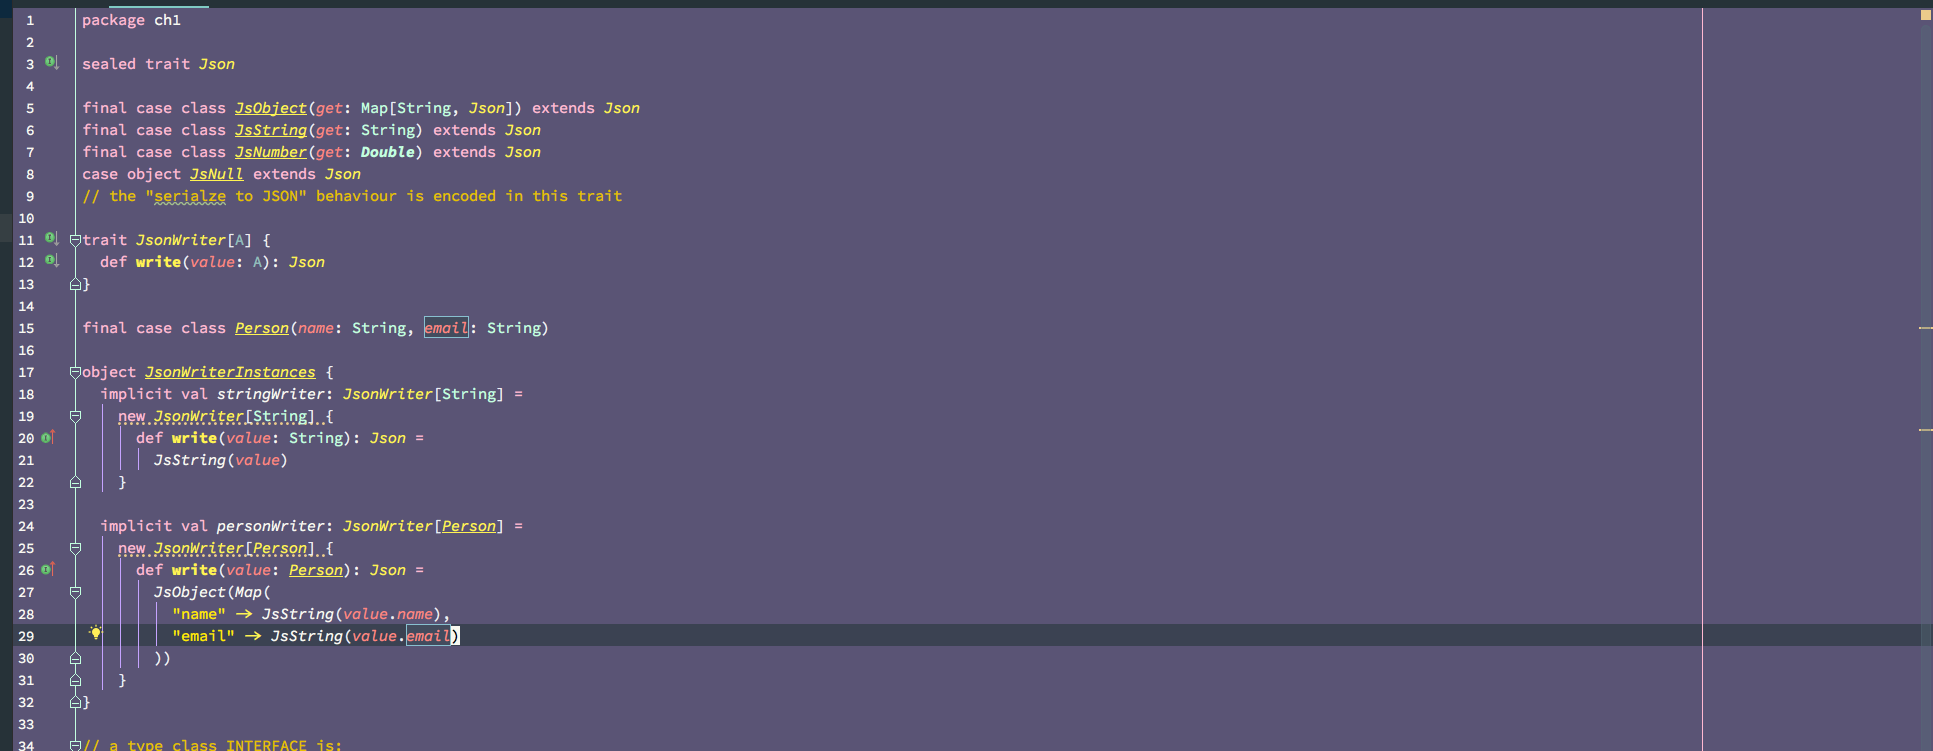 1 package ch1
2
3 sealed trait Json
4
5 final case class JsObject(get: Map[String, Json]) extends Json
6 final case class JsString(get: String) extends Json
7 final case class JsNumber(get: Double) extends Json
8 case object JsNull extends Json
9 // the "serialze to JSON" behaviour is encoded in this trait
10
11 trait JsonWriter[A] {
12 def write(value: A): Json
13 }
14
15 final case class Person(name: String, email: String)
16
17 object JsonWriterInstances {
18 implicit val stringWriter: JsonWriter[String] =
19 new JsonWriter[String] {
20 def write(value: String): Json =
21 JsString(value)
22 }
23
24 implicit val personWriter: JsonWriter[Person] =
25 new JsonWriter[Person] {
26 def write(value: Person): Json =
27 JsObject(Map(
28 "name" -> JsString(value.name),
29 "email" -> JsString(value.email)
30 ))
31 }
32 }
33
34 // a type class INTERFACE is: